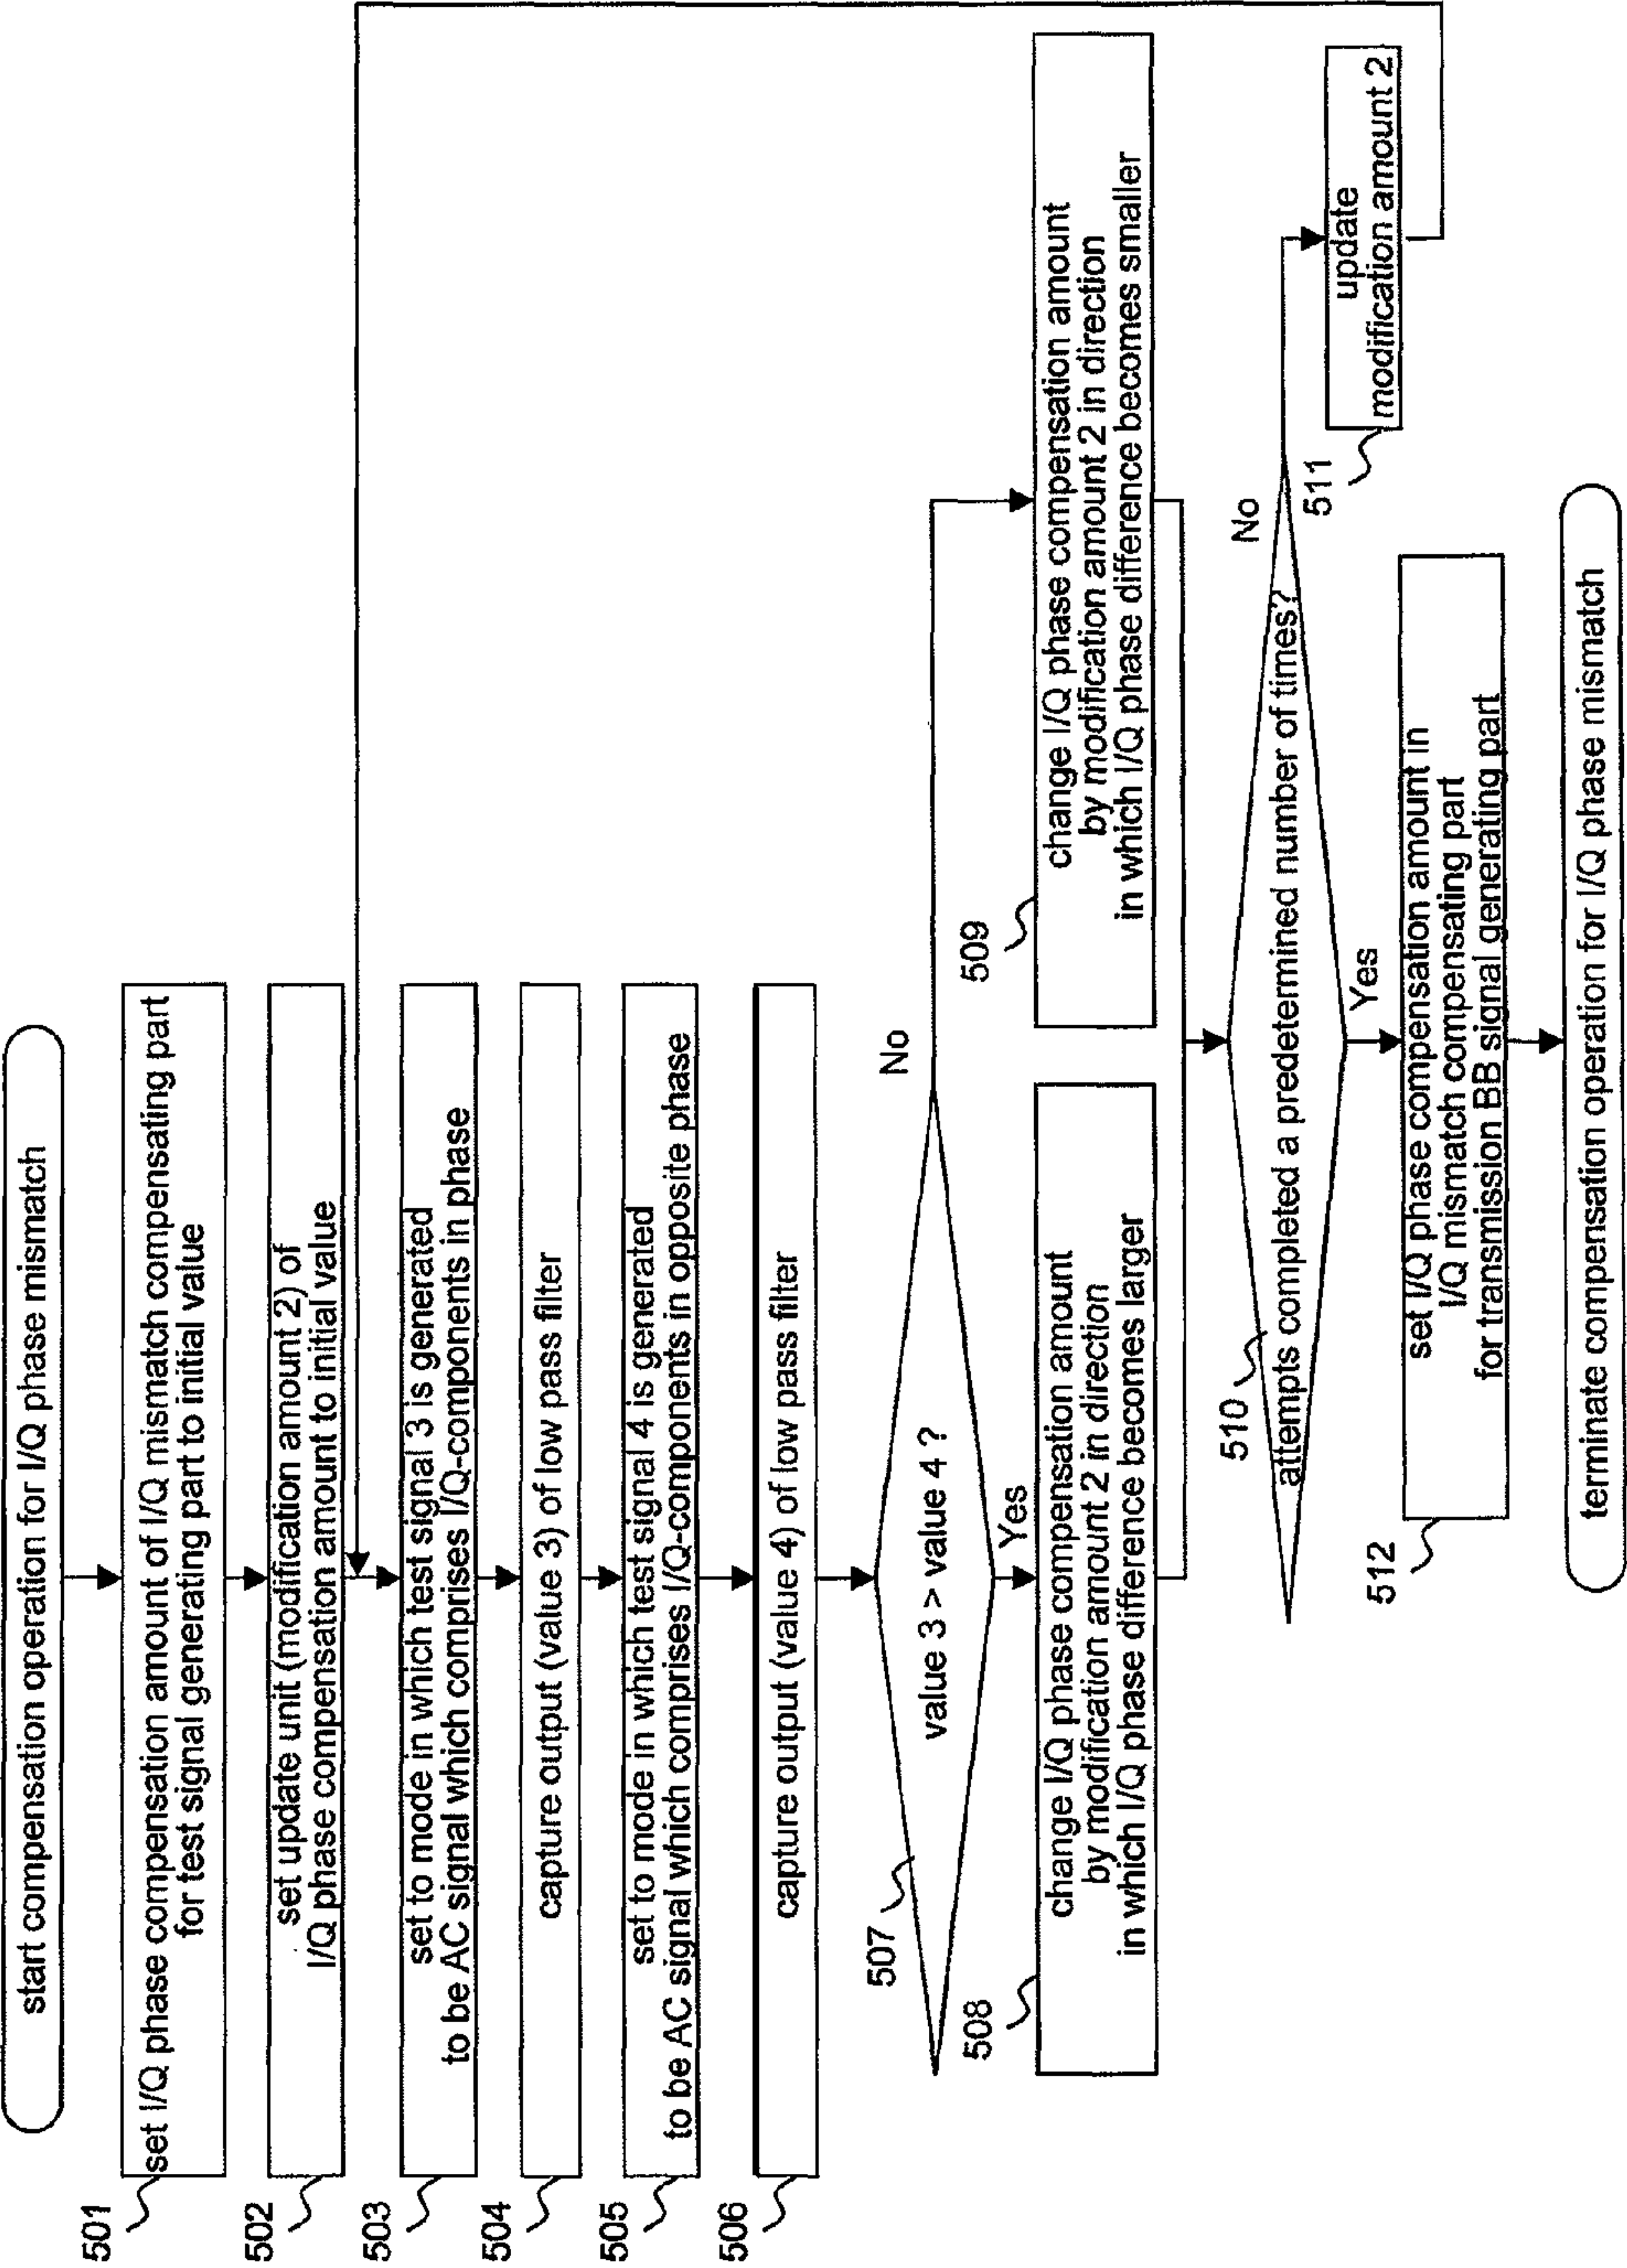 start compensation operation for I/Q phase mismatch
501
set I/Q phase compensation amount of I/Q mismatch compensating part
for test signal generating part to initial value
502
set update unit (modification amount 2) of
I/Q phase compensation amount to initial value
503
set to mode in which test signal 3 is generated
to be AC signal which comprises I/Q-components in phase
504
capture output (value 3) of low pass filter
505
set to mode in which test signal 4 is generated
to be AC signal which comprises I/Q-components in opposite phase
506
capture output (value 4) of low pass filter
507
value 3 > value 4 ?
No
Yes
508
change I/Q phase compensation amount
by modification amount 2 in direction
in which I/Q phase difference becomes larger
509
change I/Q phase compensation amount
by modification amount 2 in direction
in which I/Q phase difference becomes smaller
510
attempts completed a predetermined number of times?
No
Yes
511
update
modification amount 2
512
set I/Q phase compensation amount in
I/Q mismatch compensating part
for transmission BB signal generating part
terminate compensation operation for I/Q phase mismatch